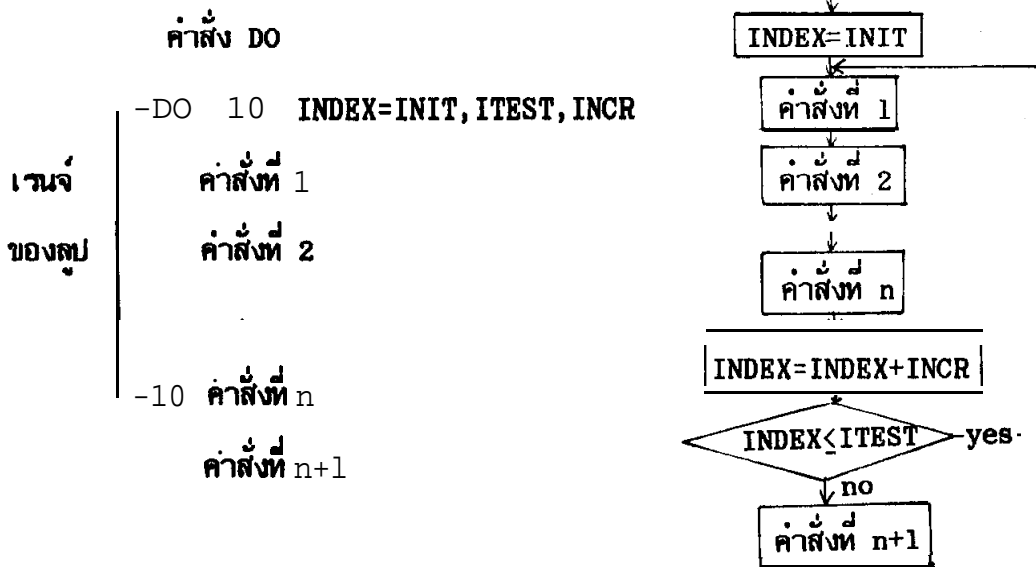 คำสั่ง DO
-DO 10 INDEX=INIT,ITEST,INCR
เรนจ์
ของลูป
คำสั่งที่ 1
คำสั่งที่ 2
-10 คำสั่งที่ n
คำสั่งที่ n+1
INDEX=INIT
คำสั่งที่ 1
คำสั่งที่ 2
คำสั่งที่ n
INDEX=INDEX+INCR
INDEX≤ITEST
yes
no
คำสั่งที่ n+1